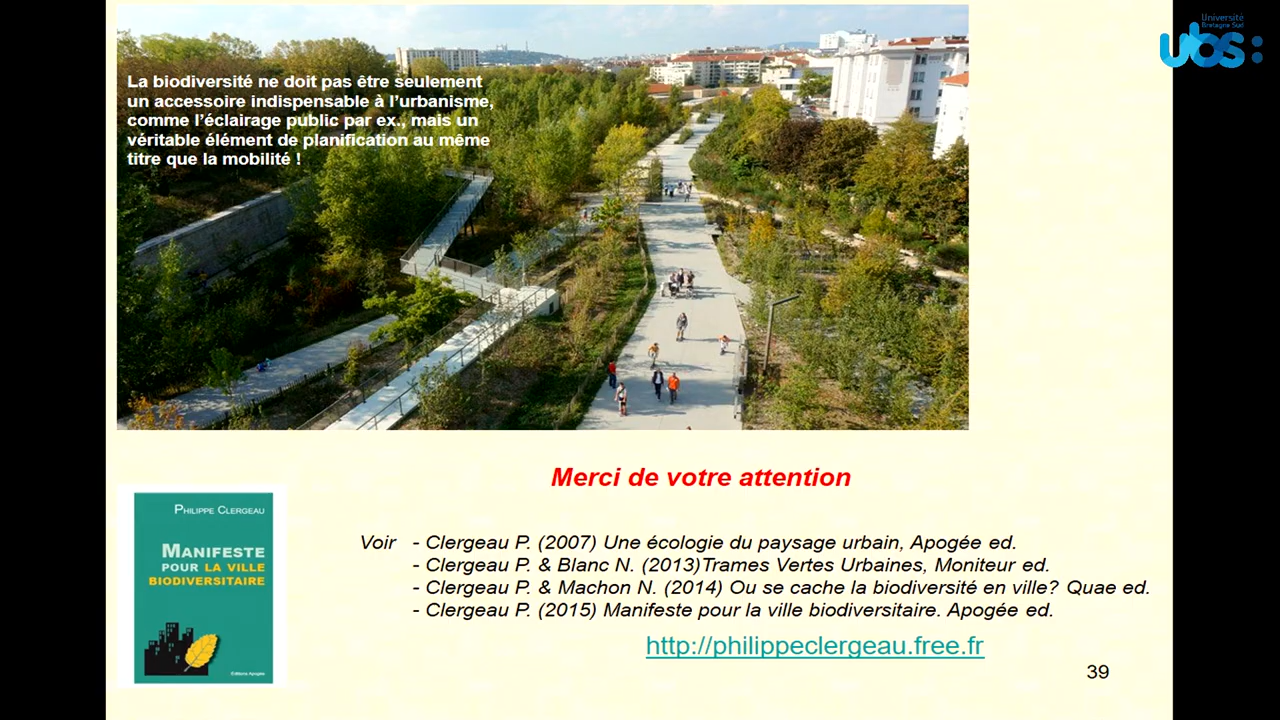 Université
Bretagne Sud
ubs:
La biodiversité ne doit pas être seulement
un accessoire indispensable à l'urbanisme,
comme l'éclairage public par ex., mais un
véritable élément de planification au même
titre que la mobilité !
Merci de votre attention
PHILIPPE CLERGEAU
MANIFESTE
POUR LA VILLE
BIODIVERSITAIRE
Éditions Apogée
Voir - Clergeau P. (2007) Une écologie du paysage urbain, Apogée ed.
- Clergeau P. & Blanc N. (2013)Trames Vertes Urbaines, Moniteur ed.
- Clergeau P. & Machon N. (2014) Ou se cache la biodiversité en ville? Quae ed.
- Clergeau P. (2015) Manifeste pour la ville biodiversitaire. Apogée ed.
http://philippeclergeau.free.fr
39